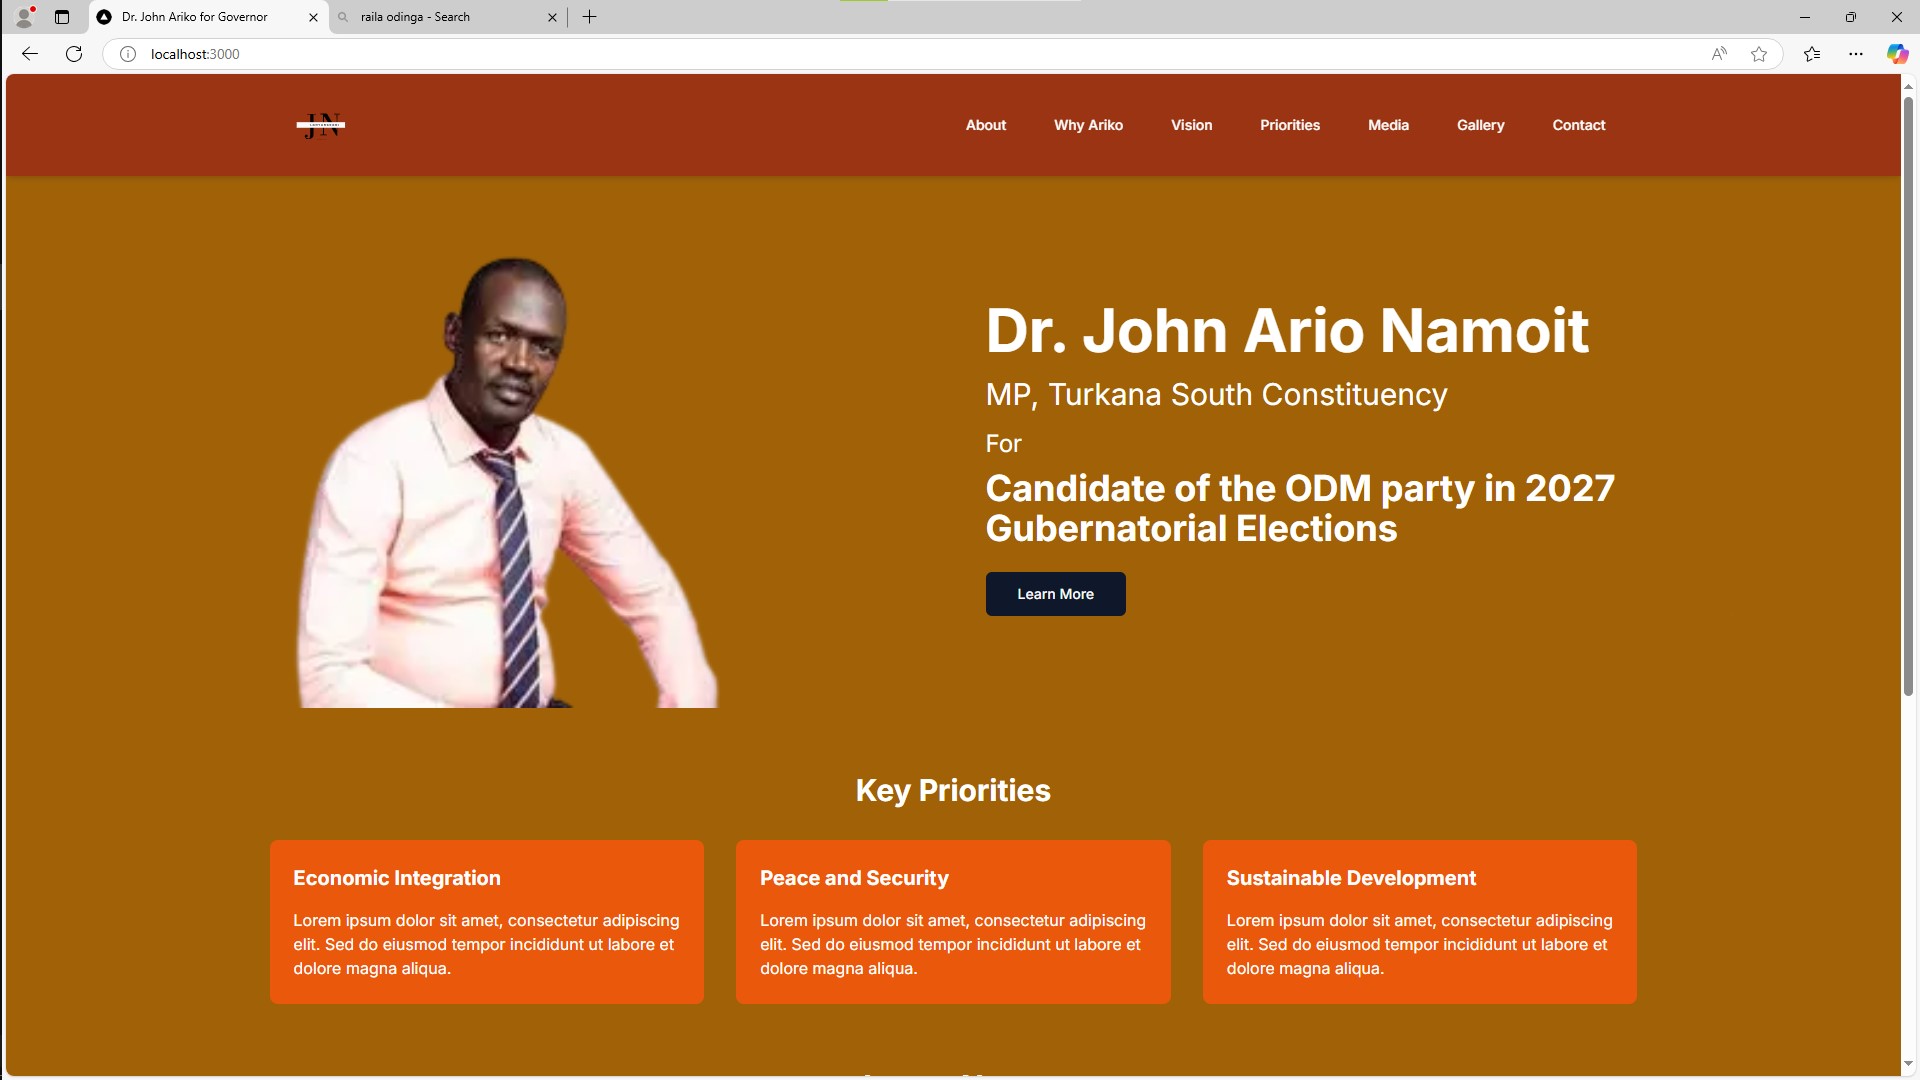 Dr. John Ariko for Governor
raila odinga - Search
localhost:3000
JN
About Why Ariko Vision Priorities Media Gallery Contact
Dr. John Ario Namoit
MP, Turkana South Constituency
For
Candidate of the ODM party in 2027
Gubernatorial Elections
Learn More
Key Priorities
Economic Integration
Lorem ipsum dolor sit amet, consectetur adipiscing
elit. Sed do eiusmod tempor incididunt ut labore et
dolore magna aliqua.
Peace and Security
Lorem ipsum dolor sit amet, consectetur adipiscing
elit. Sed do eiusmod tempor incididunt ut labore et
dolore magna aliqua.
Sustainable Development
Lorem ipsum dolor sit amet, consectetur adipiscing
elit. Sed do eiusmod tempor incididunt ut labore et
dolore magna aliqua.